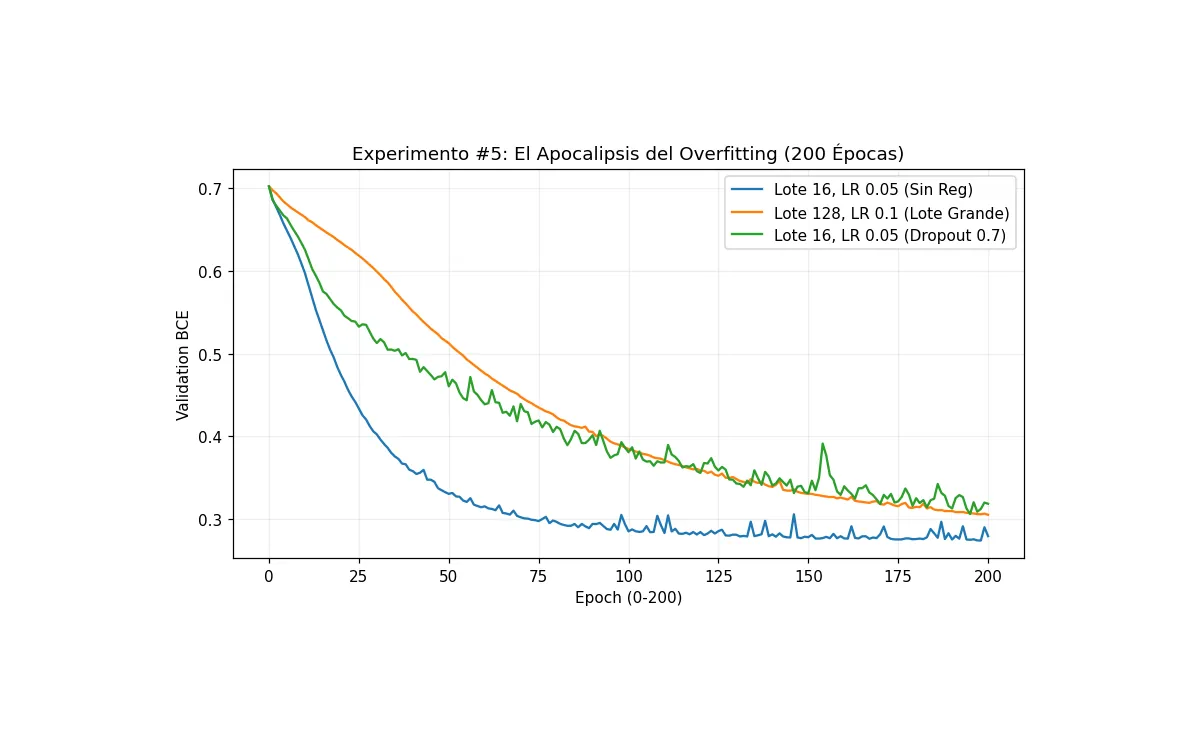 Experimento #5: El Apocalipsis del Overfitting (200 Épocas)
Lote 16, LR 0.05 (Sin Reg)
Lote 128, LR 0.1 (Lote Grande)
Lote 16, LR 0.05 (Dropout 0.7)
Validation BCE
0.7
0.6
0.5
0.4
0.3
0 25 50 75 100 125 150 175 200
Epoch (0-200)